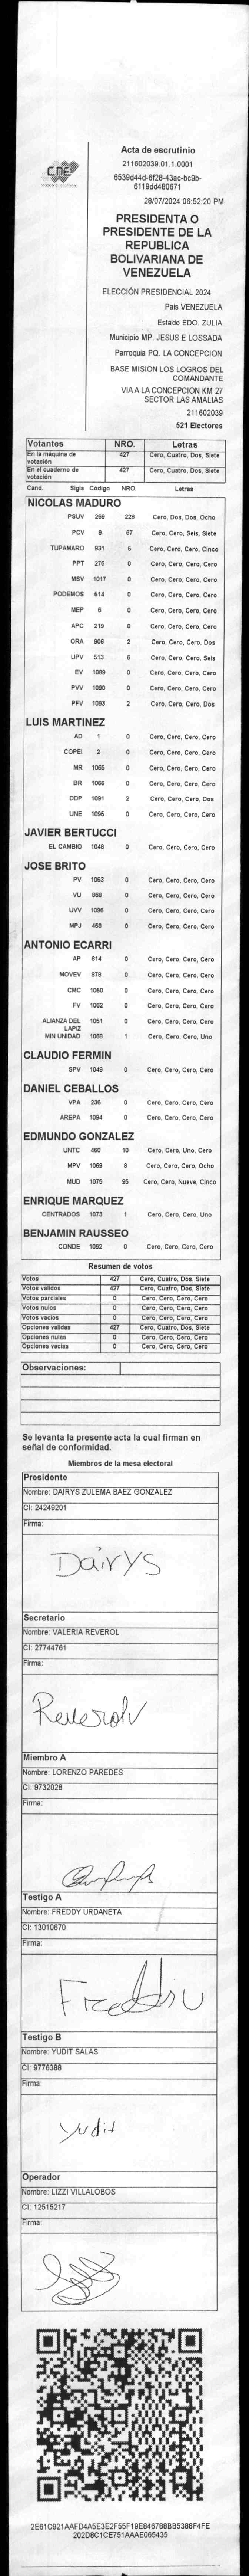 CNE
Acta de escrutinio
211602039.01.1.0001
6539d44d-6f28-43ac-bc9b-
6119dd480671
28/07/2024 06:52:20 PM
PRESIDENTA O
PRESIDENTE DE LA
REPUBLICA
BOLIVARIANA DE
VENEZUELA
ELECCIÓN PRESIDENCIAL 2024
Pais VENEZUELA
Estado EDO. ZULIA
Municipio MP. JESUS E LOSSADA
Parroquia PQ. LA CONCEPCION
BASE MISION LOS LOGROS DEL
COMANDANTE
VIA A LA CONCEPCION KM 27
SECTOR LAS AMALIAS
211602039
521 Electores
Votantes NRO. Letras
En la máquina de votación 427 Cero, Cuatro, Dos, Siete
En el cuaderno de votación 427 Cero, Cuatro, Dos, Siete
Cand. Sigla Codigo NRO. Letras
NICOLAS MADURO
PSUV 269 228 Cero, Dos, Dos, Ocho
PCV 9 67 Cero, Cero, Seis, Siete
TUPAMARO 931 5 Cero, Cero, Cero, Cinco
PPT 276 0 Cero, Cero, Cero, Cero
MSV 1017 0 Cero, Cero, Cero, Cero
PODEMOS 514 0 Cero, Cero, Cero, Cero
MEP 6 0 Cero, Cero, Cero, Cero
APC 219 0 Cero, Cero, Cero, Cero
ORA 906 2 Cero, Cero, Cero, Dos
UPV 513 6 Cero, Cero, Cero, Seis
EV 1089 0 Cero, Cero, Cero, Cero
PVV 1090 0 Cero, Cero, Cero, Cero
PFV 1093 2 Cero, Cero, Cero, Dos
LUIS MARTINEZ
AD 1 0 Cero, Cero, Cero, Cero
COPEI 2 0 Cero, Cero, Cero, Cero
MR 1065 0 Cero, Cero, Cero, Cero
BR 1066 0 Cero, Cero, Cero, Cero
DDP 1091 2 Cero, Cero, Cero, Dos
UNE 1095 0 Cero, Cero, Cero, Cero
JAVIER BERTUCCI
EL CAMBIO 1048 0 Cero, Cero, Cero, Cero
JOSE BRITO
PV 1053 0 Cero, Cero, Cero, Cero
VU 868 0 Cero, Cero, Cero, Cero
UVV 1096 0 Cero, Cero, Cero, Cero
MPJ 458 0 Cero, Cero, Cero, Cero
ANTONIO ECARRI
AP 814 0 Cero, Cero, Cero, Cero
MOVEV 878 0 Cero, Cero, Cero, Cero
CMC 1050 0 Cero, Cero, Cero, Cero
FV 1062 0 Cero, Cero, Cero, Cero
ALIANZA DEL LAPIZ 1051 0 Cero, Cero, Cero, Cero
MIN UNIDAD 1068 1 Cero, Cero, Cero, Uno
CLAUDIO FERMIN
SPV 1049 0 Cero, Cero, Cero, Cero
DANIEL CEBALLOS
VPA 236 0 Cero, Cero, Cero, Cero
AREPA 1094 0 Cero, Cero, Cero, Cero
EDMUNDO GONZALEZ
UNTC 460 10 Cero, Cero, Uno, Cero
MPV 1069 8 Cero, Cero, Cero, Ocho
MUD 1075 95 Cero, Cero, Nueve, Cinco
ENRIQUE MARQUEZ
CENTRADOS 1073 1 Cero, Cero, Cero, Uno
BENJAMIN RAUSSEO
CONDE 1092 0 Cero, Cero, Cero, Cero
Resumen de votos
Votos 427 Cero, Cuatro, Dos, Siete
Votos validos 427 Cero, Cuatro, Dos, Siete
Votos parciales 0 Cero, Cero, Cero, Cero
Votos nulos 0 Cero, Cero, Cero, Cero
Votos vacios 0 Cero, Cero, Cero, Cero
Opciones validas 427 Cero, Cuatro, Dos, Siete
Opciones nulas 0 Cero, Cero, Cero, Cero
Opciones vacias 0 Cero, Cero, Cero, Cero
Observaciones:
Se levanta la presente acta la cual firman en
señal de conformidad.
Miembros de la mesa electoral
Presidente
Nombre: DAIRYS ZULEMA BAEZ GONZALEZ
CI: 24249201
Firma:
Dairys
Secretario
Nombre: VALERIA REVEROL
CI: 27744761
Firma:
Reverolv
Miembro A
Nombre: LORENZO PAREDES
CI: 9732028
Firma:
Testigo A
Nombre: FREDDY URDANETA
CI: 13010670
Firma:
Freddy U
Testigo B
Nombre: YUDIT SALAS
CI: 9776388
Firma:
Yudit
Operador
Nombre: LIZZI VILLALOBOS
CI: 12515217
Firma:
2E61C921AAFD4A5E3E2F55F19E846788BB5388F4FE
202D8C1CE751AAAE065435